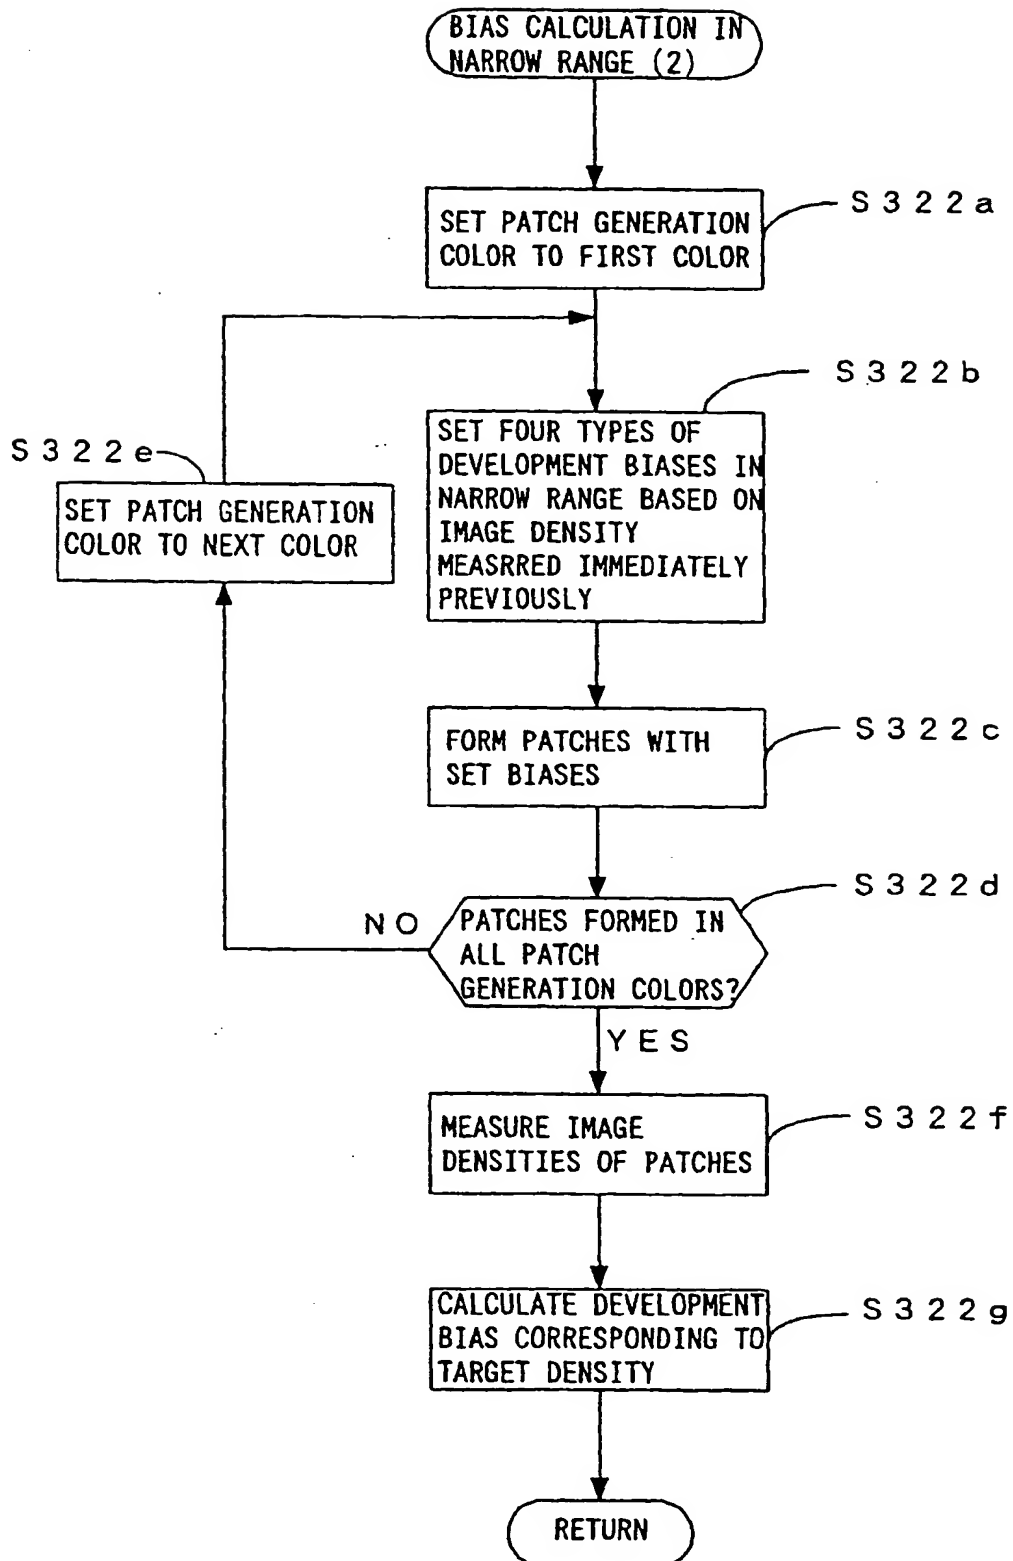 BIAS CALCULATION IN
NARROW RANGE (2)
SET PATCH GENERATION
COLOR TO FIRST COLOR
S322a
SET FOUR TYPES OF
DEVELOPMENT BIASES IN
NARROW RANGE BASED ON
IMAGE DENSITY
MEASRRED IMMEDIATELY
PREVIOUSLY
S322b
S322e
SET PATCH GENERATION
COLOR TO NEXT COLOR
FORM PATCHES WITH
SET BIASES
S322c
PATCHES FORMED IN
ALL PATCH
GENERATION COLORS?
S322d
NO
YES
MEASURE IMAGE
DENSITIES OF PATCHES
S322f
CALCULATE DEVELOPMENT
BIAS CORRESPONDING TO
TARGET DENSITY
S322g
RETURN